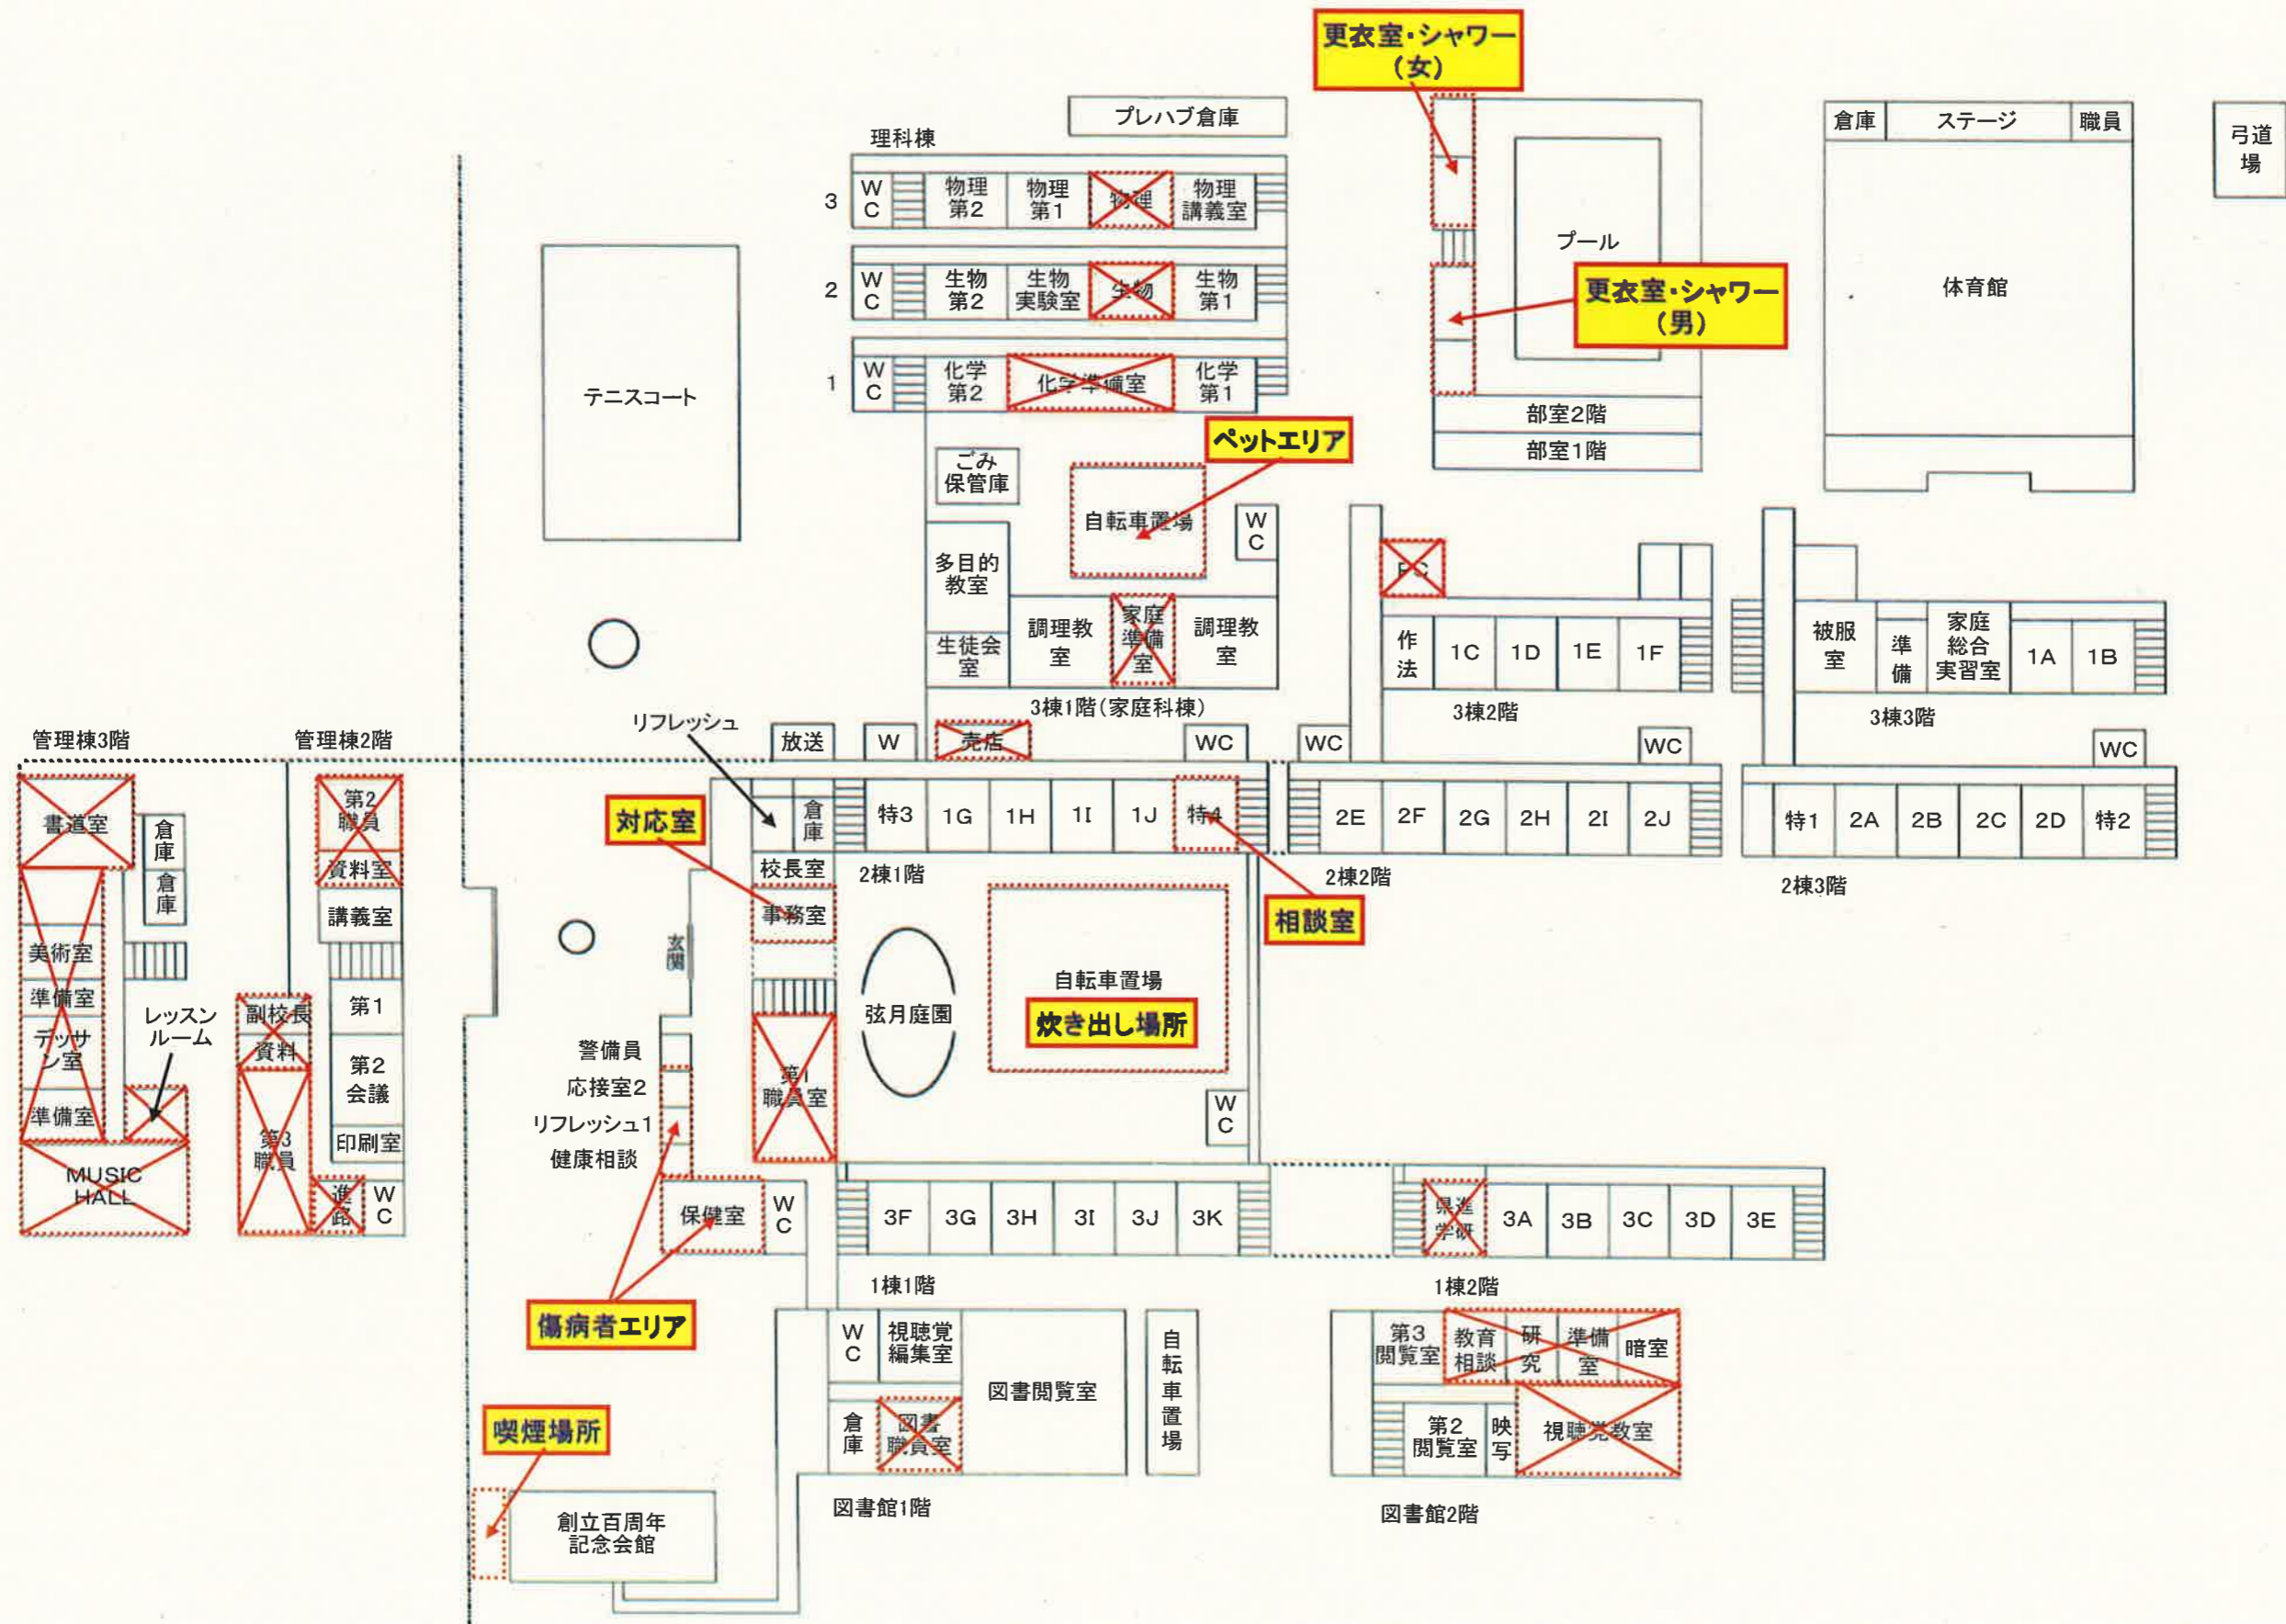 更衣室・シャワー
(女)
プレハブ倉庫
倉庫
ステージ
職員
弓道
場
理科棟
3
W
C
物理
第2
物理
第1
物理
物理
講義室
プール
2
W
C
生物
第2
生物
実験室
生物
生物
第1
更衣室・シャワー
(男)
体育館
1
W
C
化学
第2
化学準備室
化学
第1
テニスコート
部室2階
部室1階
ペットエリア
ごみ
保管庫
自転車置場
W
C
多目的
教室
生徒会
室
調理教
室
家庭
準備
室
調理教
室
3棟1階(家庭科棟)
PC
作
法
1C
1D
1E
1F
3棟2階
被服
室
準
備
家庭
総合
実習室
1A
1B
3棟3階
リフレッシュ
放送
W
売店
WC
WC
WC
WC
管理棟3階
管理棟2階
書道室
倉
庫
倉
庫
美術室
準備室
デッサ
ン室
準備室
レッスン
ルーム
MUSIC
HALL
第2
職員
資料室
講義室
第1
第2
会議
印刷室
副校長
資料
第3
職員
進
路
W
C
対応室
倉
庫
特3
1G
1H
1I
1J
特4
2棟1階
2E
2F
2G
2H
2I
2J
2棟2階
特1
2A
2B
2C
2D
特2
2棟3階
校長室
事務室
相談室
玄
関
弦月庭園
自転車置場
炊き出し場所
警備員
応接室2
リフレッシュ1
健康相談
第1
職員室
W
C
保健室
W
C
3F
3G
3H
3I
3J
3K
1棟1階
県進
学研
3A
3B
3C
3D
3E
1棟2階
傷病者エリア
W
C
視聴覚
編集室
図書閲覧室
倉
庫
図書
職員室
図書館1階
自
転
車
置
場
第3
閲覧室
教育
相談
研
究
準備
室
暗室
第2
閲覧室
映
写
視聴覚教室
図書館2階
喫煙場所
創立百周年
記念会館